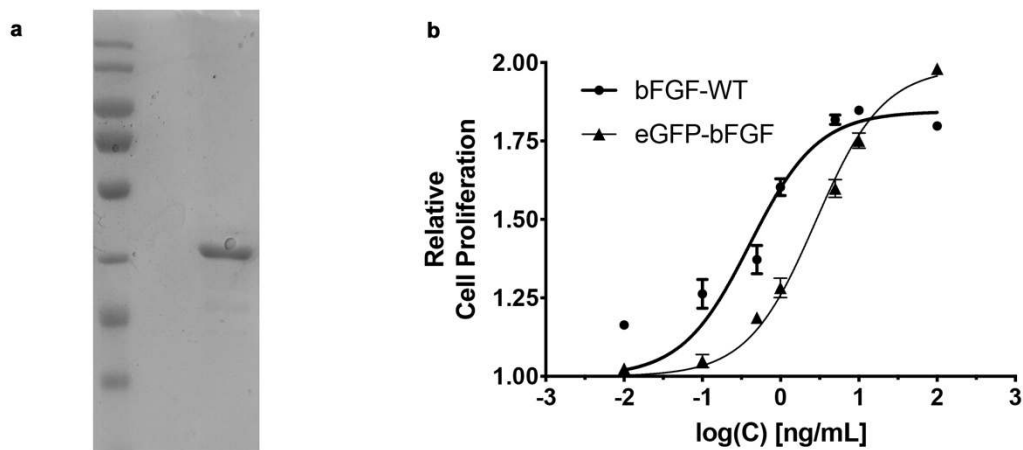 a
b
2.00
1.75
1.50
1.25
1.00
Relative
Cell Proliferation
bFGF-WT
eGFP-bFGF
-3
-2
-1
0
1
2
3
log(C) [ng/mL]